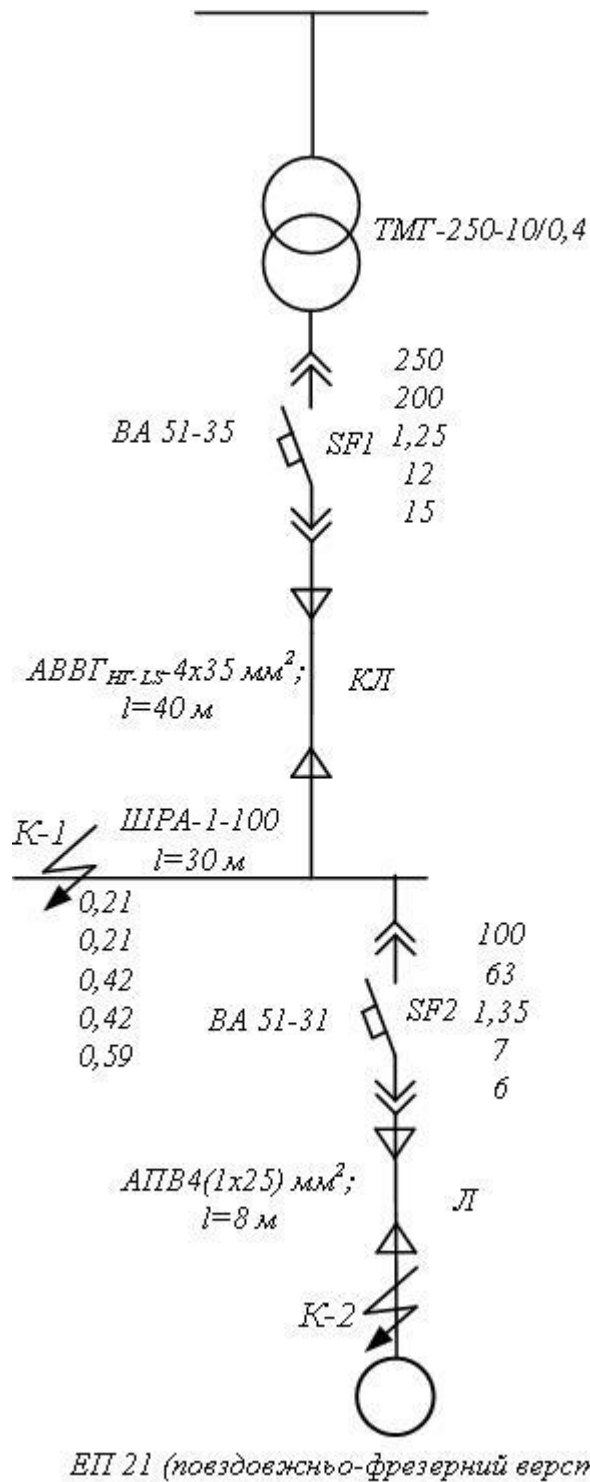 ТМГ-250-10/0,4
250
200
ВА 51-35
SF1
1,25
12
15
АВВГнг-LS-4х35 мм²;
l=40 м
КЛ
К-1
ШРА-1-100
l=30 м
0,21
0,21
0,42
0,42
0,59
100
63
ВА 51-31
SF2
1,35
7
6
АПВ4(1х25) мм²;
l=8 м
Л
К-2
ЕП 21 (повздовжньо-фрезерний верст